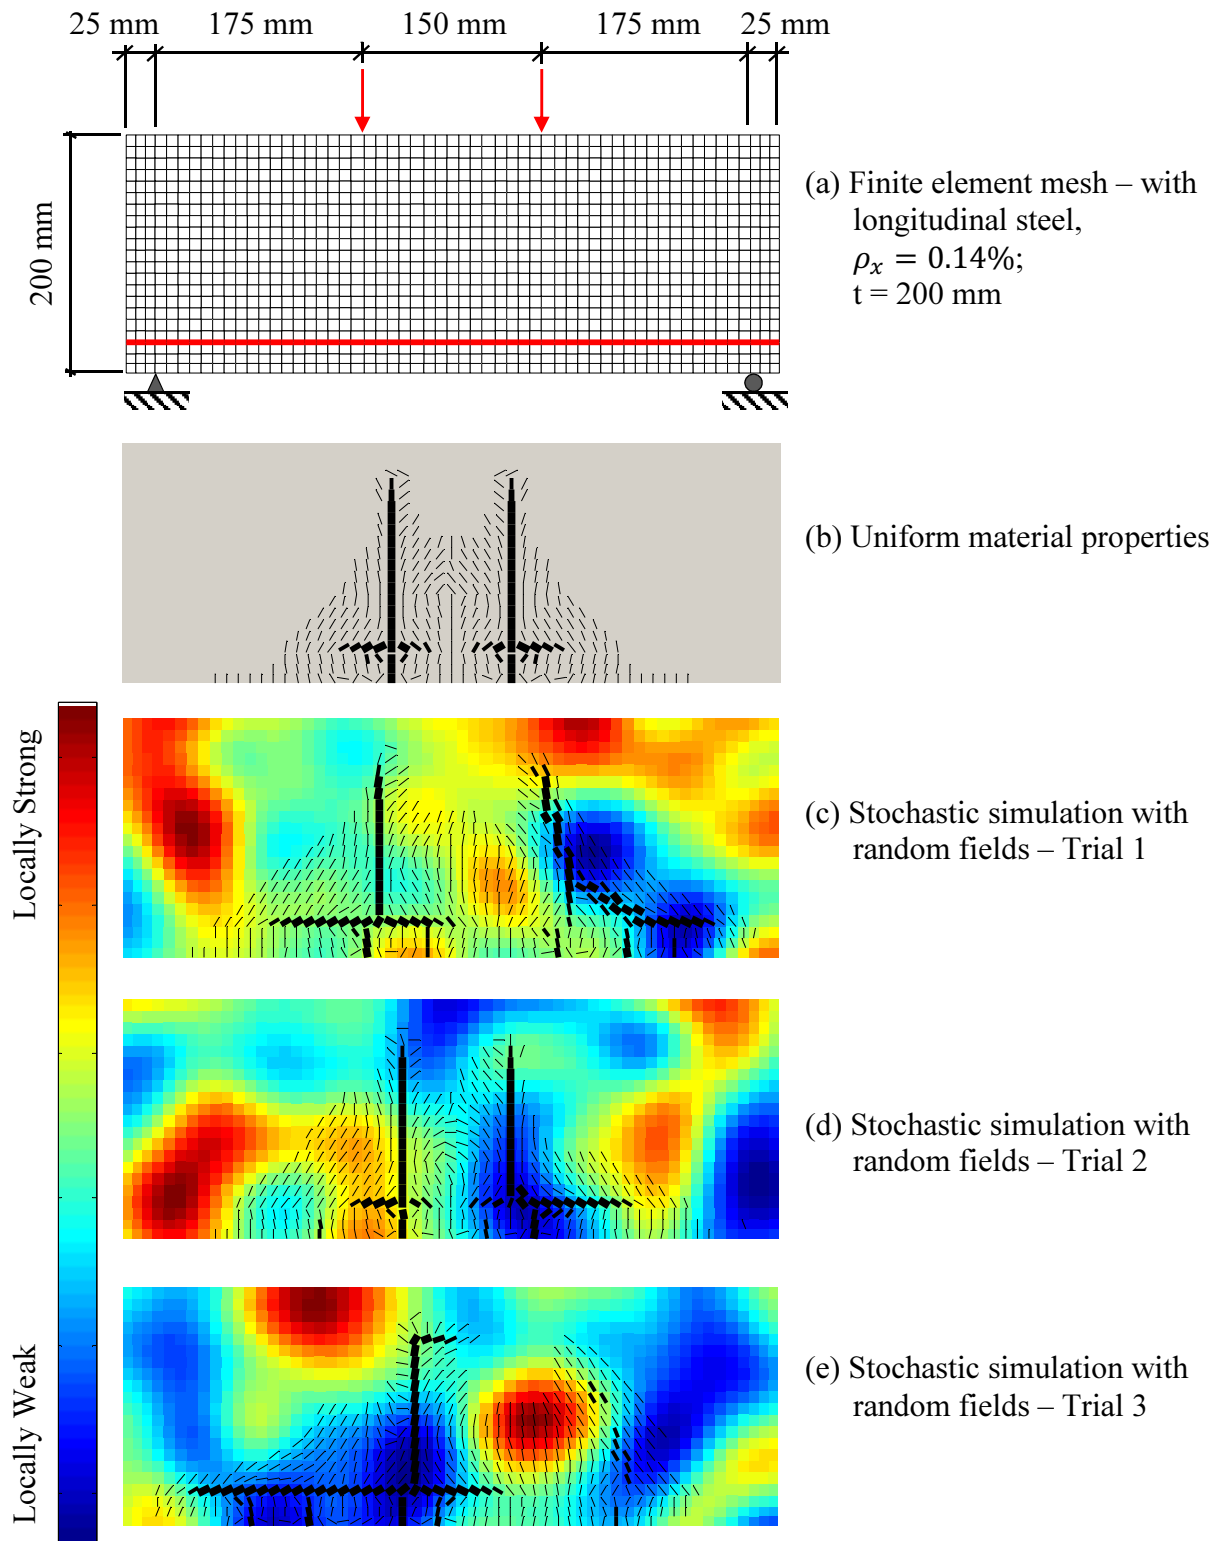 25 mm 175 mm 150 mm 175 mm 25 mm
200 mm
(a) Finite element mesh – with
longitudinal steel,
𝜌𝑥 = 0.14%;
t = 200 mm
(b) Uniform material properties
Locally Strong
(c) Stochastic simulation with
random fields – Trial 1
(d) Stochastic simulation with
random fields – Trial 2
Locally Weak
(e) Stochastic simulation with
random fields – Trial 3